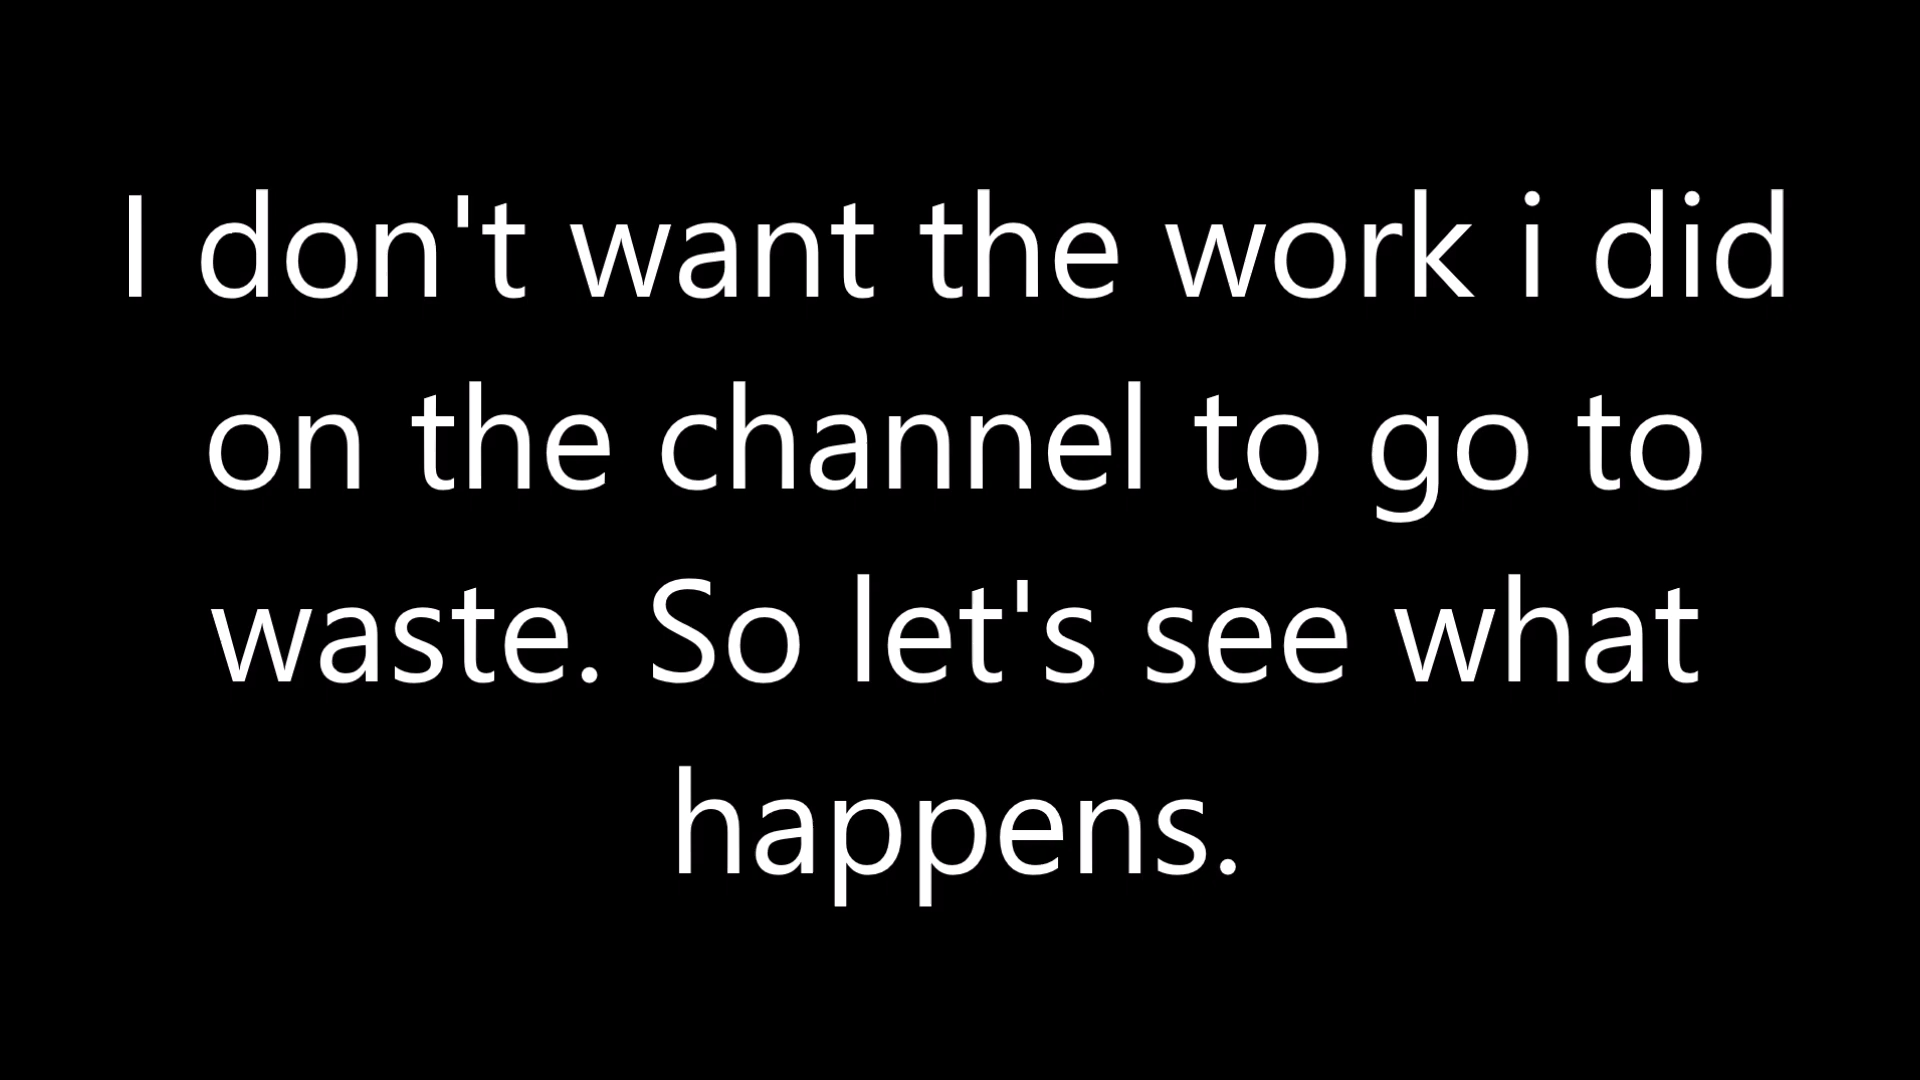 I don't want the work i did
on the channel to go to
waste. So let's see what
happens.